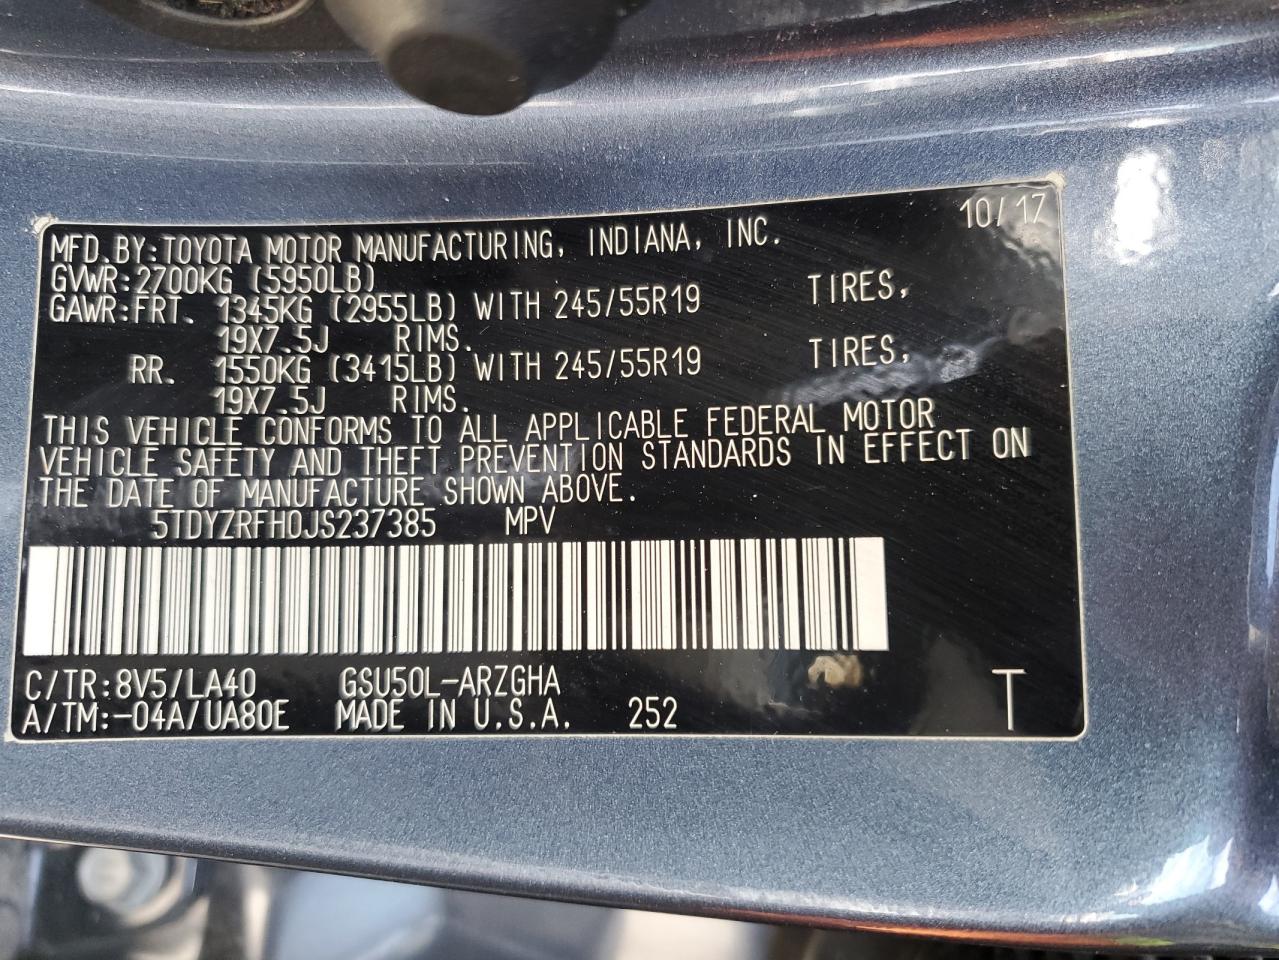 10/17
MFD.BY:TOYOTA MOTOR MANUFACTURING, INDIANA, INC.
GVWR:2700KG (5950LB)
GAWR:FRT. 1345KG (2955LB) WITH 245/55R19 TIRES,
19X7.5J RIMS.
RR. 1550KG (3415LB) WITH 245/55R19 TIRES,
19X7.5J RIMS.
THIS VEHICLE CONFORMS TO ALL APPLICABLE FEDERAL MOTOR
VEHICLE SAFETY AND THEFT PREVENTION STANDARDS IN EFFECT ON
THE DATE OF MANUFACTURE SHOWN ABOVE.
5TDYZRFH0JS237385 MPV
C/TR:8V5/LA40 GSU50L-ARZGHA
A/TM:-04A/UA80E MADE IN U.S.A. 252
T